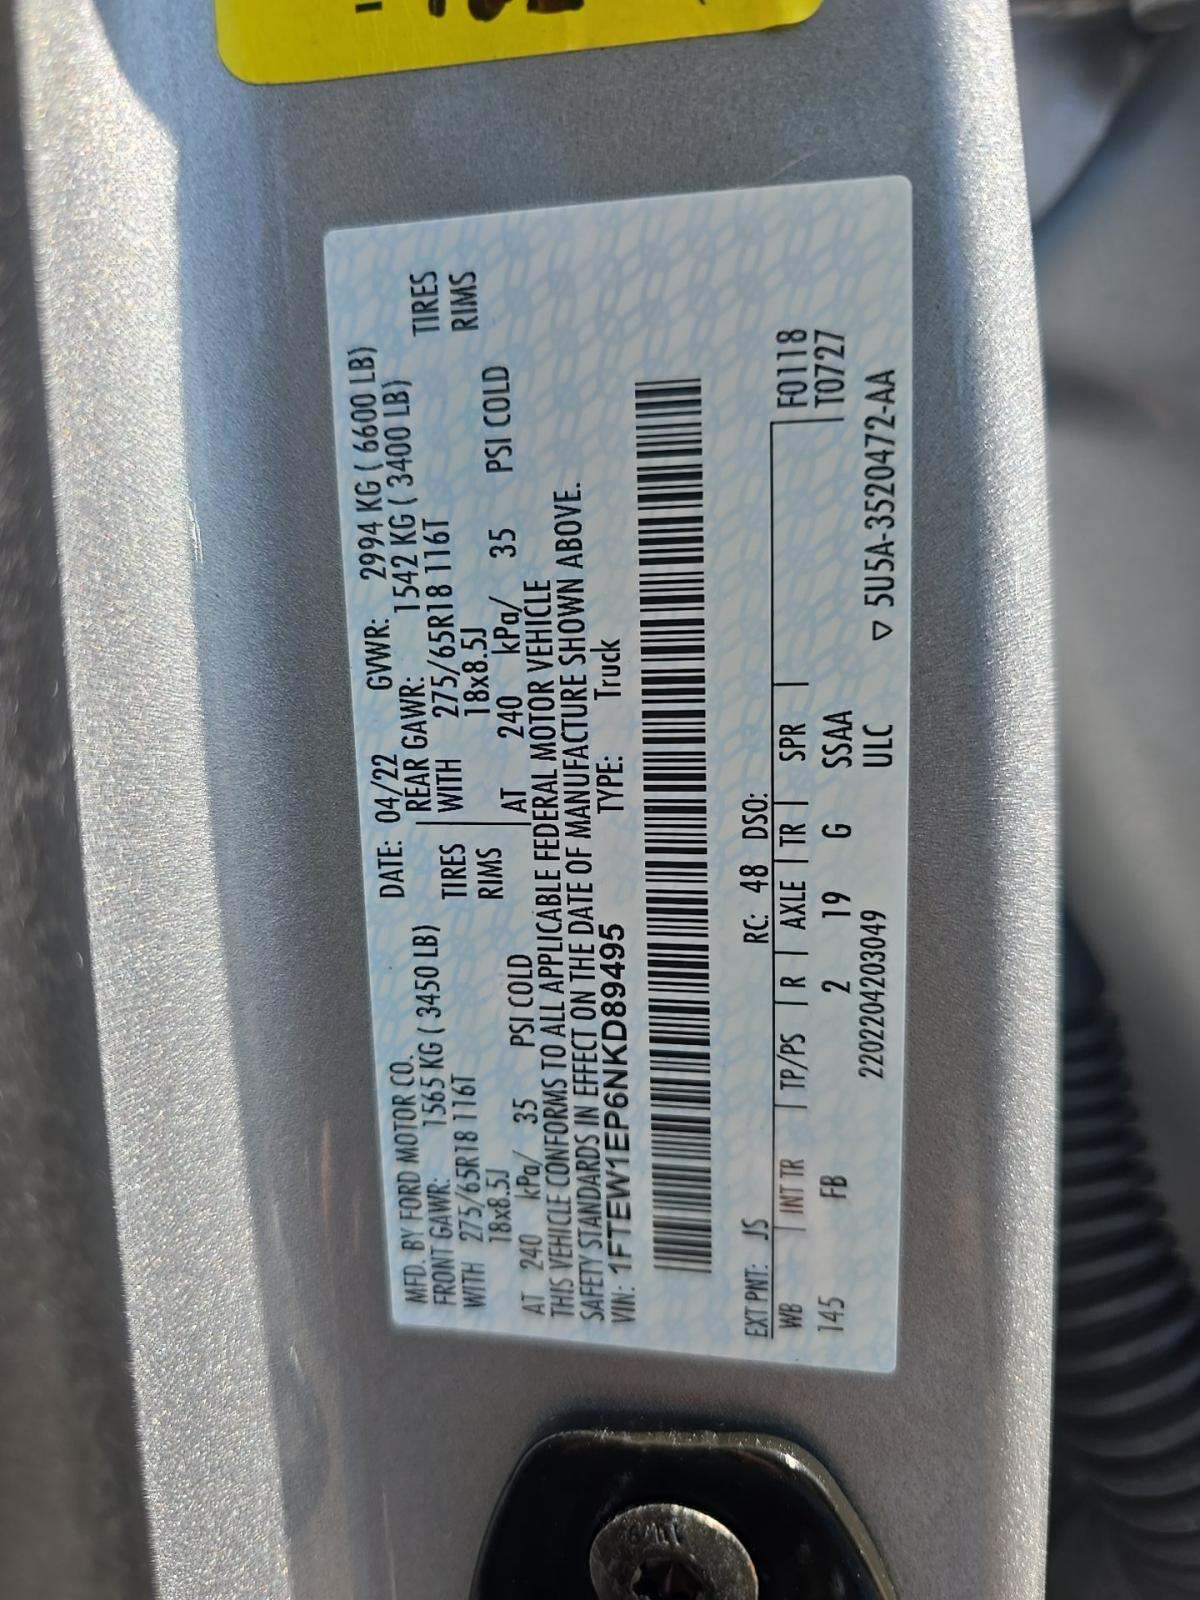 MFD. BY FORD MOTOR CO.
DATE: 04/22 GVWR: 2994 KG ( 6600 LB)
FRONT GAWR: 1565 KG ( 3450 LB)
REAR GAWR: 1542 KG ( 3400 LB)
WITH 275/65R18 116T TIRES
WITH 275/65R18 116T TIRES
18x8.5J RIMS
18x8.5J RIMS
AT 240 kPa/ 35 PSI COLD
AT 240 kPa/ 35 PSI COLD
THIS VEHICLE CONFORMS TO ALL APPLICABLE FEDERAL MOTOR VEHICLE
SAFETY STANDARDS IN EFFECT ON THE DATE OF MANUFACTURE SHOWN ABOVE.
VIN: 1FTEW1EP6NKD89495 TYPE: Truck
EXT PNT: JS RC: 48 DSO:
WB INT TR TP/PS R AXLE TR SPR F0118
T0727
145 FB 2 19 G SSAA
2202204203049 ULC
▽ 5U5A-3520472-AA